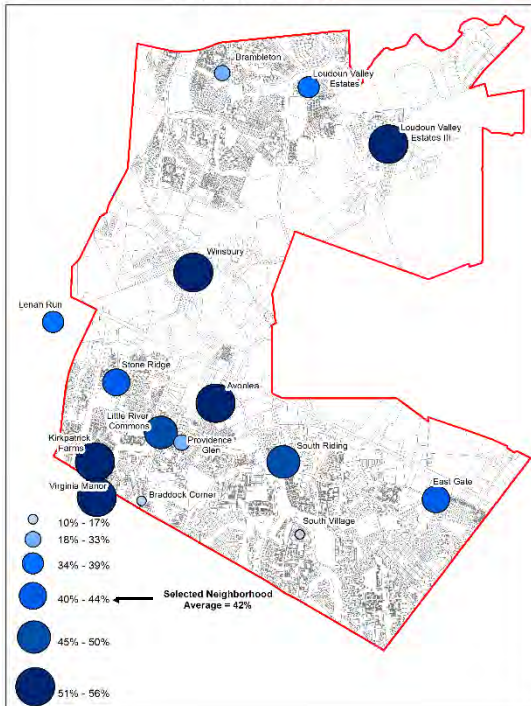 Brambleton
Loudoun Valley
Estates
Loudoun Valley
Estates III
Winsbury
Lenah Run
Stone Ridge
Avonlea
Little River
Commons
Providence
Glen
Kirkpatrick
Farms
South Riding
Virginia Manor
Braddock Corner
East Gate
South Village
10% - 17%
18% - 33%
34% - 39%
40% - 44%
Selected Neighborhood
Average = 42%
45% - 50%
51% - 56%